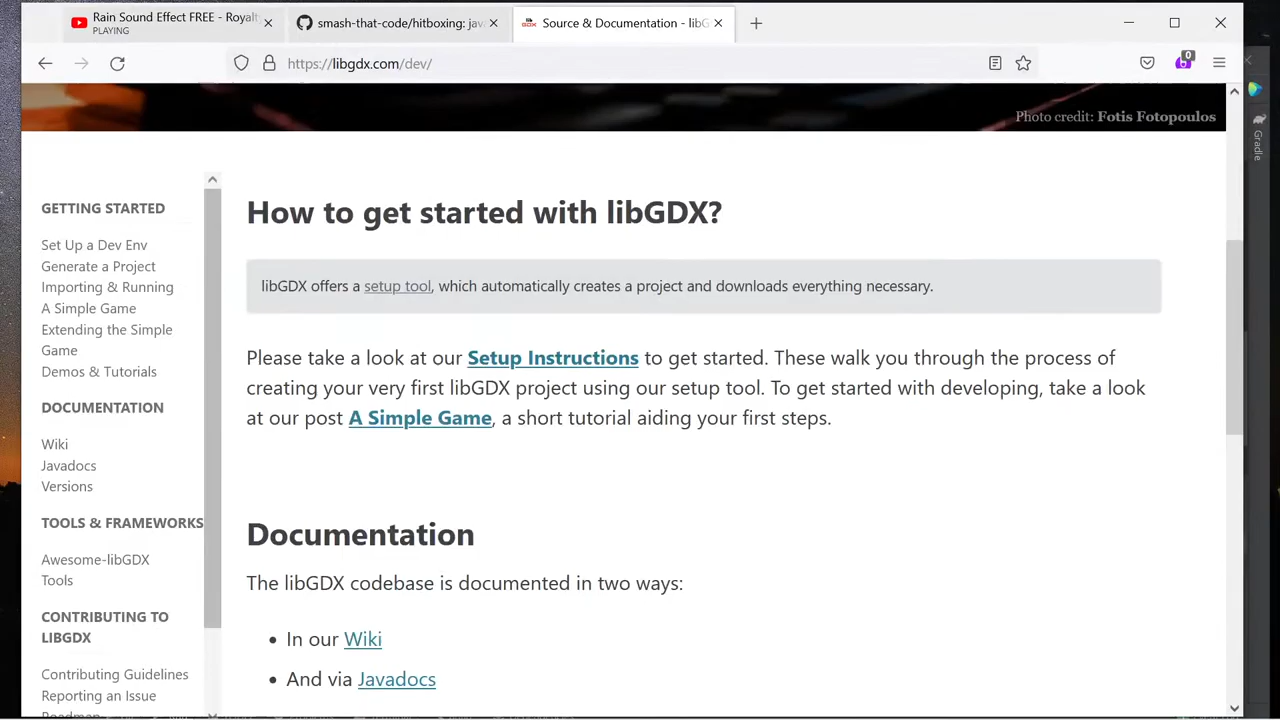 Rain Sound Effect FREE - Royalt
PLAYING
smash-that-code/hitboxing: java
Source & Documentation - libG
https://libgdx.com/dev/
0
Photo credit: Fotis Fotopoulos
Gradle
GETTING STARTED
Set Up a Dev Env
Generate a Project
Importing & Running
A Simple Game
Extending the Simple
Game
Demos & Tutorials
DOCUMENTATION
Wiki
Javadocs
Versions
TOOLS & FRAMEWORKS
Awesome-libGDX
Tools
CONTRIBUTING TO
LIBGDX
Contributing Guidelines
Reporting an Issue
Roadmap
How to get started with libGDX?
libGDX offers a setup tool, which automatically creates a project and downloads everything necessary.
Please take a look at our Setup Instructions to get started. These walk you through the process of
creating your very first libGDX project using our setup tool. To get started with developing, take a look
at our post A Simple Game, a short tutorial aiding your first steps.
Documentation
The libGDX codebase is documented in two ways:
• In our Wiki
• And via Javadocs